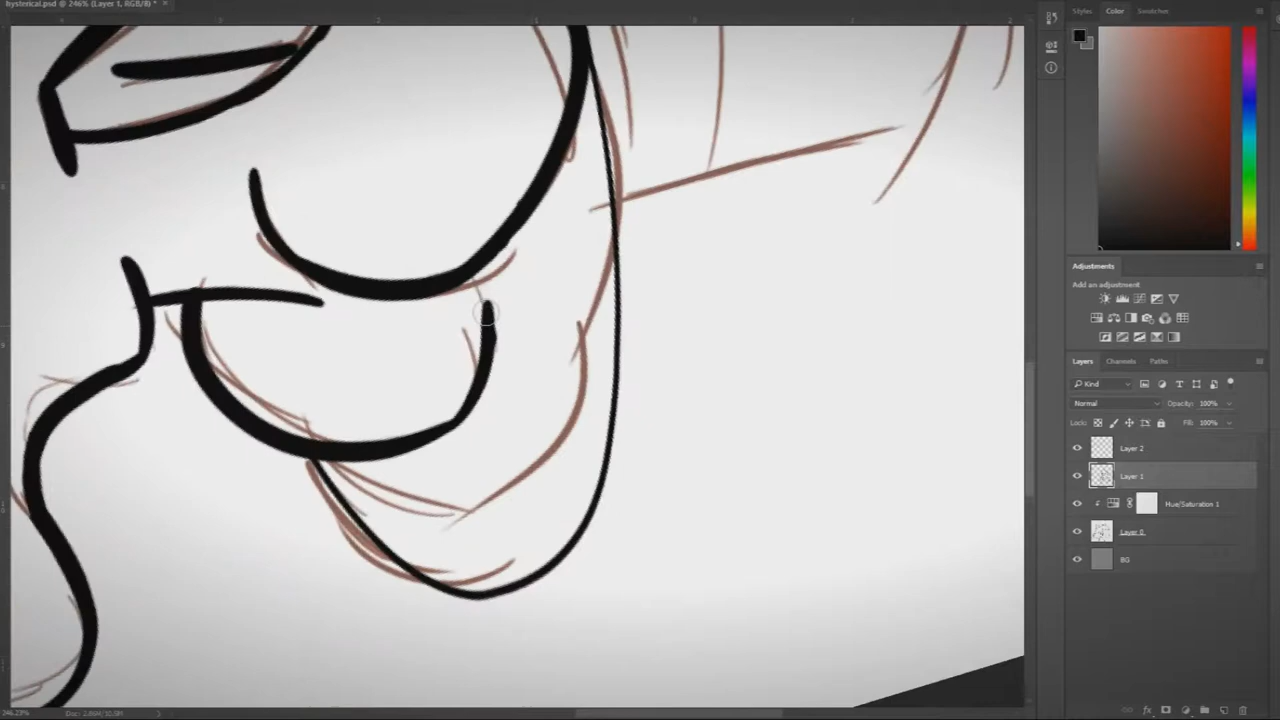 hysterical.psd @ 246% (Layer 1, RGB/8) *
Styles Color Swatches
Adjustments
Add an adjustment
Layers Channels Paths
Kind
Normal Opacity: 100%
Lock: Fill: 100%
Layer 2
Layer 1
Hue/Saturation 1
Layer 0
BG
fx